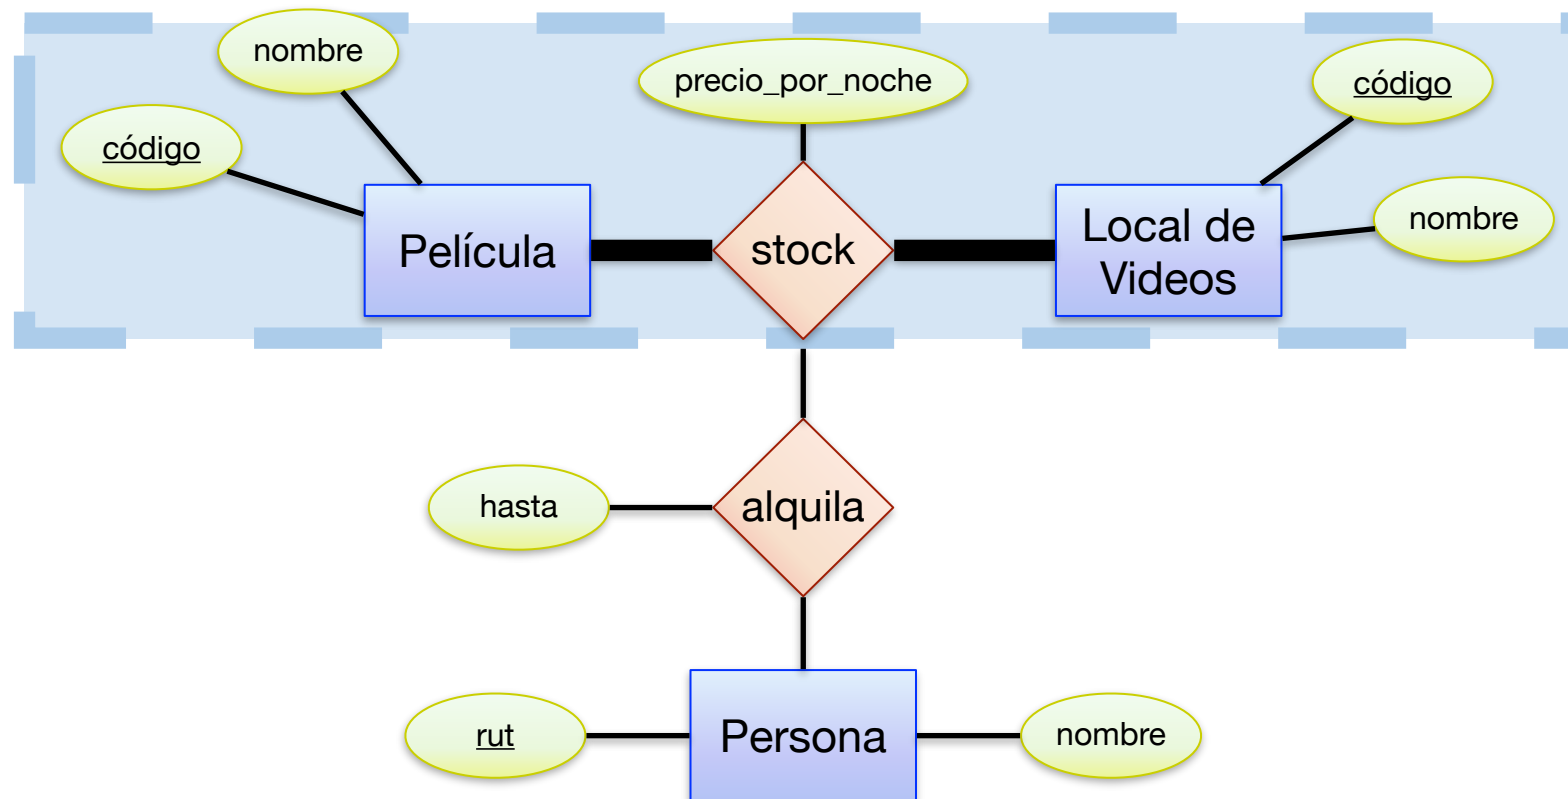 nombre
precio_por_noche
código
código
nombre
Película
stock
Local de
Videos
hasta
alquila
rut
Persona
nombre